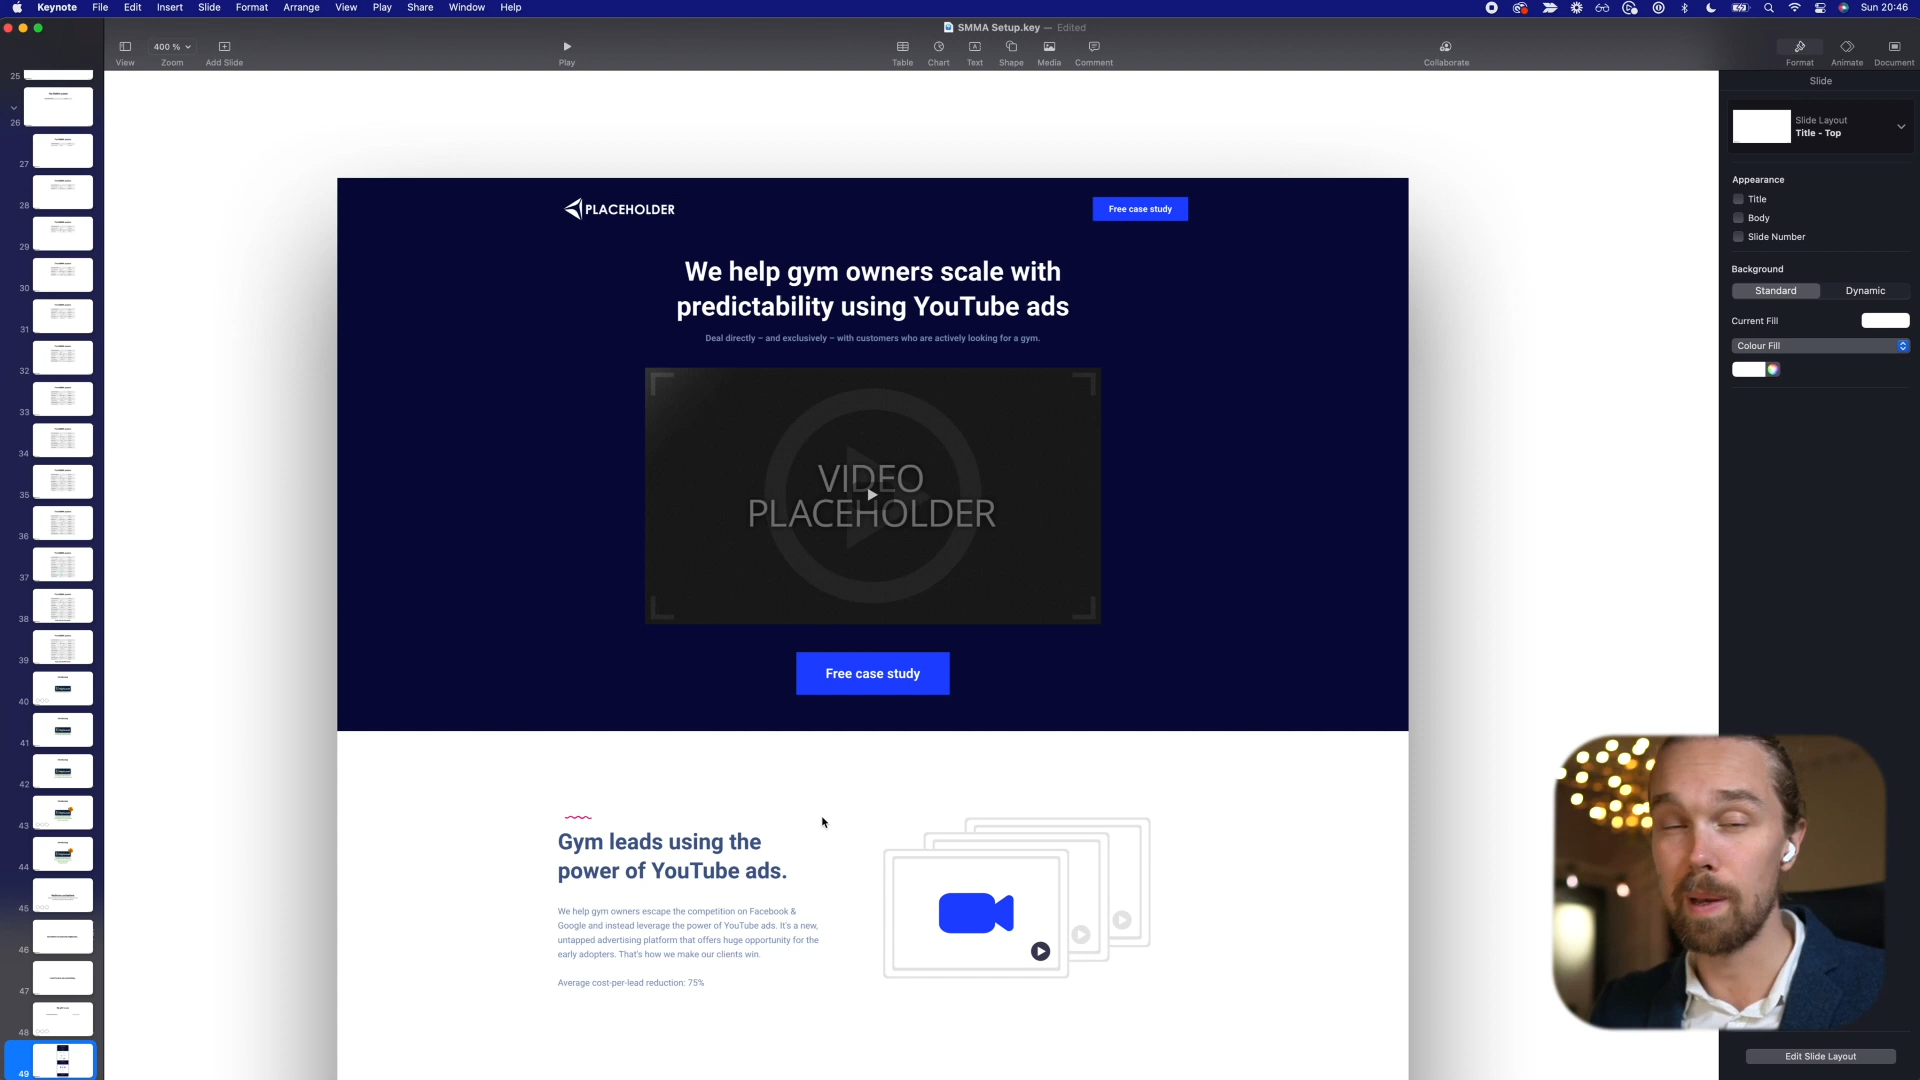 Keynote File Edit Insert Slide Format Arrange View Play Share Window Help
Sun 20:46
SMMA Setup.key — Edited
400 %
View Zoom Add Slide Play Table Chart Text Shape Media Comment Collaborate Format Animate Document
Slide
Slide Layout
Title - Top
Appearance
Title
Body
Slide Number
Background
Standard Dynamic
Current Fill
Colour Fill
Edit Slide Layout
25
26
27
28
29
30
31
32
33
34
35
36
37
38
39
40
41
42
43
44
45
46
47
48
49
PLACEHOLDER
Free case study
We help gym owners scale with
predictability using YouTube ads
Deal directly – and exclusively – with customers who are actively looking for a gym.
VIDEO
PLACEHOLDER
Free case study
Gym leads using the
power of YouTube ads.
We help gym owners escape the competition on Facebook &
Google and instead leverage the power of YouTube ads. It's a new,
untapped advertising platform that offers huge opportunity for the
early adopters. That's how we make our clients win.
Average cost-per-lead reduction: 75%